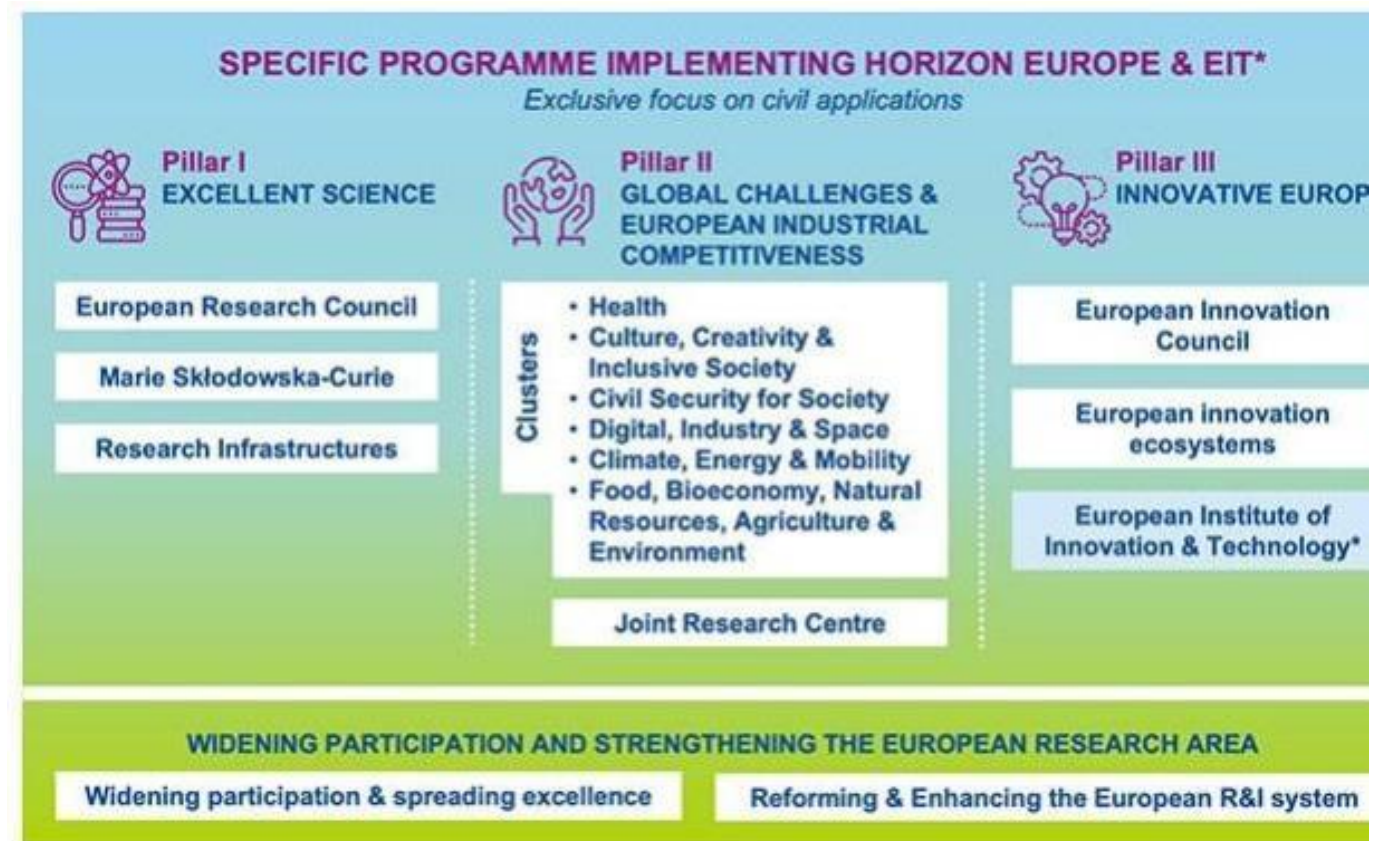 SPECIFIC PROGRAMME IMPLEMENTING HORIZON EUROPE & EIT*
Exclusive focus on civil applications
Pillar I
EXCELLENT SCIENCE
European Research Council
Marie Skłodowska-Curie
Research Infrastructures
Pillar II
GLOBAL CHALLENGES &
EUROPEAN INDUSTRIAL
COMPETITIVENESS
Clusters
• Health
• Culture, Creativity &
Inclusive Society
• Civil Security for Society
• Digital, Industry & Space
• Climate, Energy & Mobility
• Food, Bioeconomy, Natural
Resources, Agriculture &
Environment
Joint Research Centre
Pillar III
INNOVATIVE EUROP
European Innovation
Council
European innovation
ecosystems
European Institute of
Innovation & Technology*
WIDENING PARTICIPATION AND STRENGTHENING THE EUROPEAN RESEARCH AREA
Widening participation & spreading excellence
Reforming & Enhancing the European R&I system